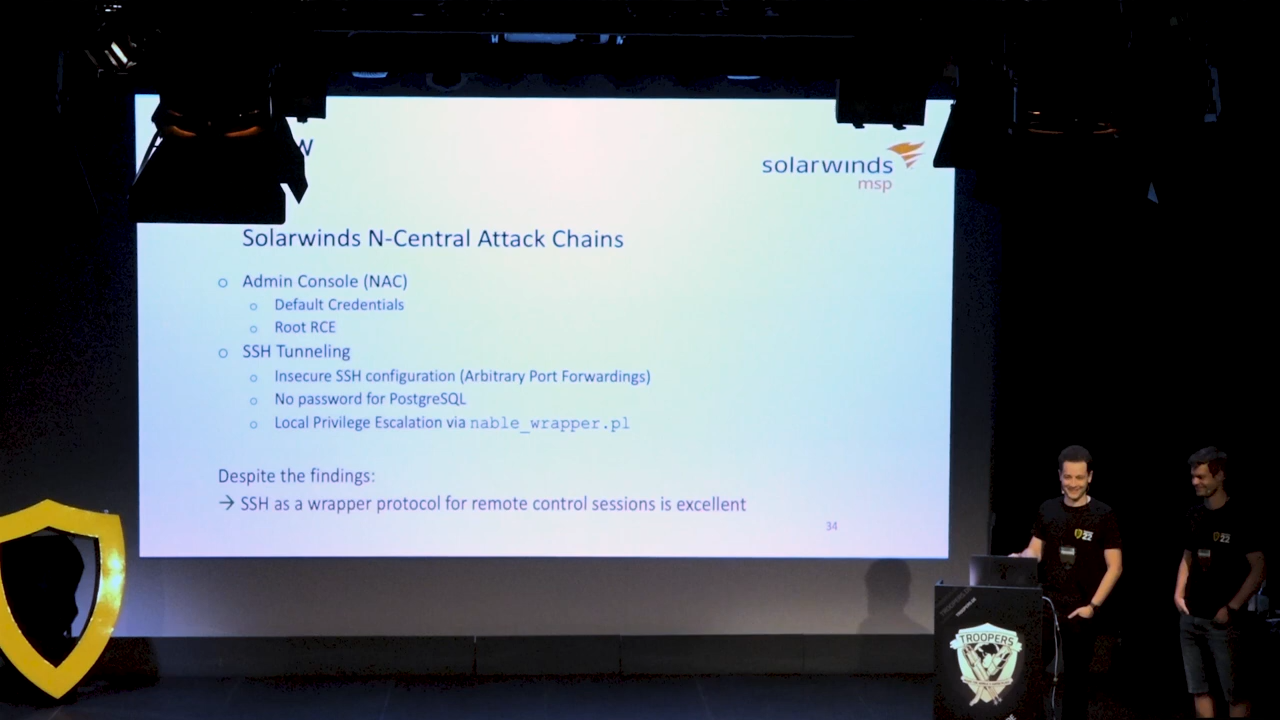 w
solarwinds
msp
Solarwinds N-Central Attack Chains
o Admin Console (NAC)
o Default Credentials
o Root RCE
o SSH Tunneling
o Insecure SSH configuration (Arbitrary Port Forwardings)
o No password for PostgreSQL
o Local Privilege Escalation via nable_wrapper.pl
Despite the findings:
→ SSH as a wrapper protocol for remote control sessions is excellent
34
22
22
TROOPERS